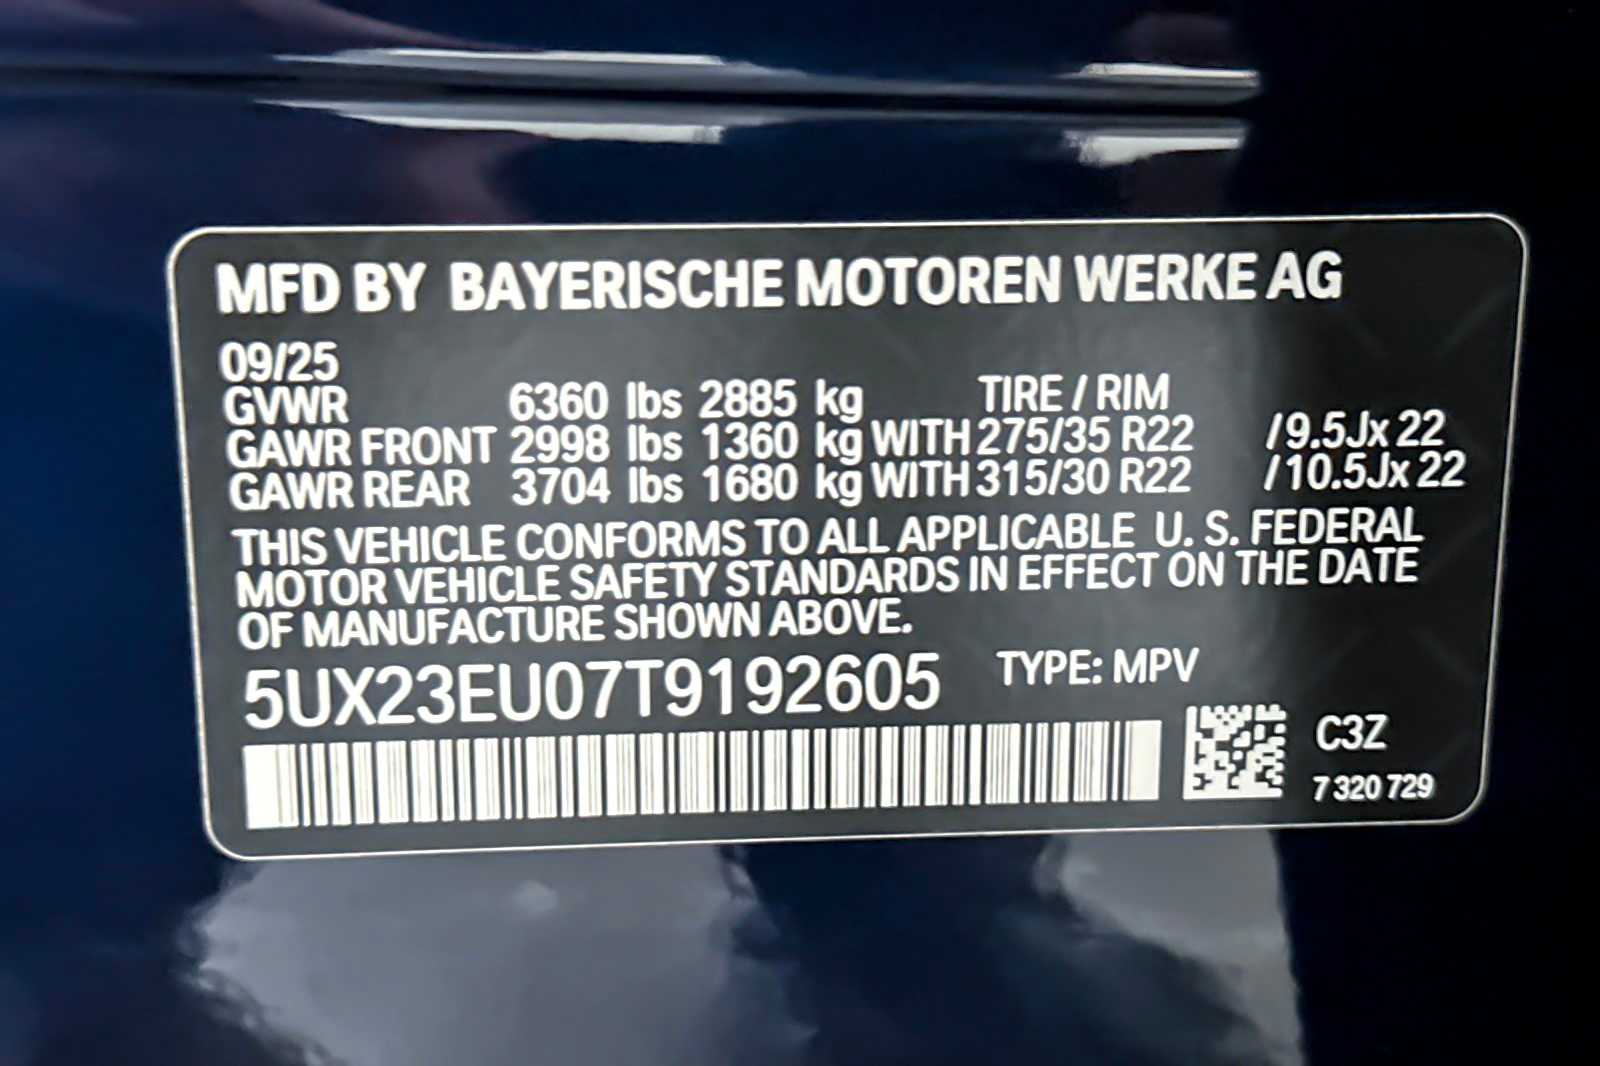 MFD BY BAYERISCHE MOTOREN WERKE AG
09/25
GVWR 6360 lbs 2885 kg TIRE / RIM
GAWR FRONT 2998 lbs 1360 kg WITH 275/35 R22 /9.5Jx 22
GAWR REAR 3704 lbs 1680 kg WITH 315/30 R22 /10.5Jx 22
THIS VEHICLE CONFORMS TO ALL APPLICABLE U. S. FEDERAL
MOTOR VEHICLE SAFETY STANDARDS IN EFFECT ON THE DATE
OF MANUFACTURE SHOWN ABOVE.
5UX23EU07T9192605 TYPE: MPV
C3Z
7 320 729